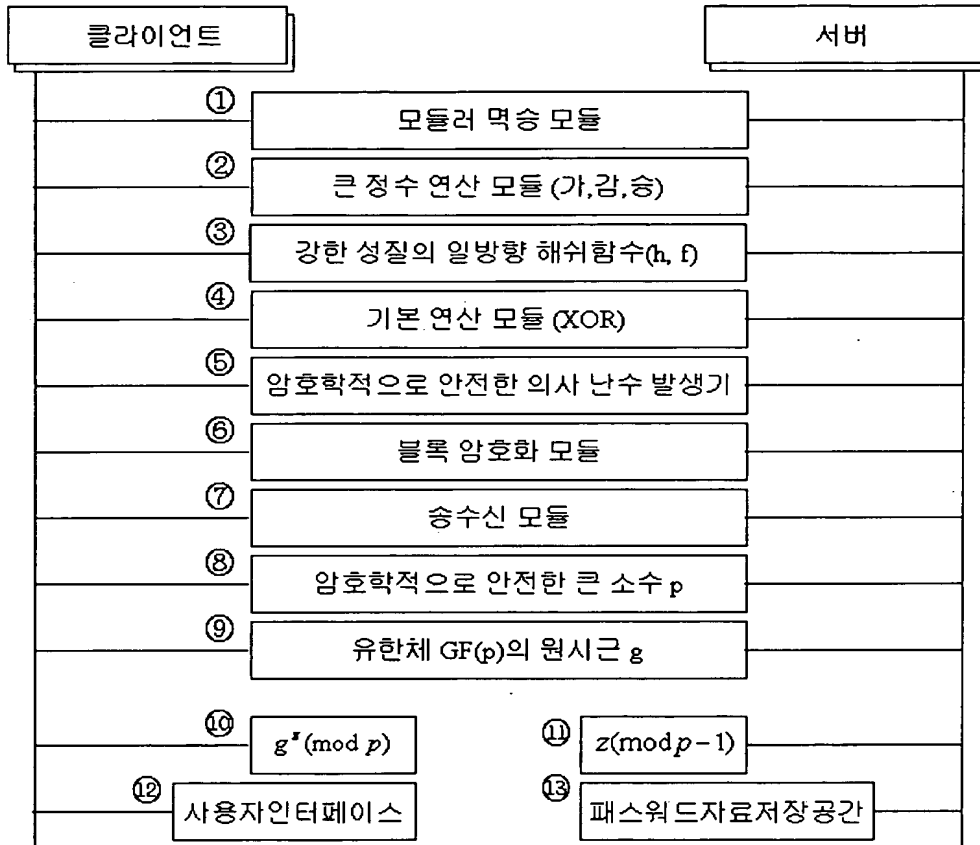 클라이언트
서버
① 모듈러 멱승 모듈
② 큰 정수 연산 모듈 (가,감,승)
③ 강한 성질의 일방향 해쉬함수(h, f)
④ 기본 연산 모듈 (XOR)
⑤ 암호학적으로 안전한 의사 난수 발생기
⑥ 블록 암호화 모듈
⑦ 송수신 모듈
⑧ 암호학적으로 안전한 큰 소수 p
⑨ 유한체 GF(p)의 원시근 g
⑩ gᶻ(mod p)
⑪ z(mod p−1)
⑫ 사용자인터페이스
⑬ 패스워드자료저장공간